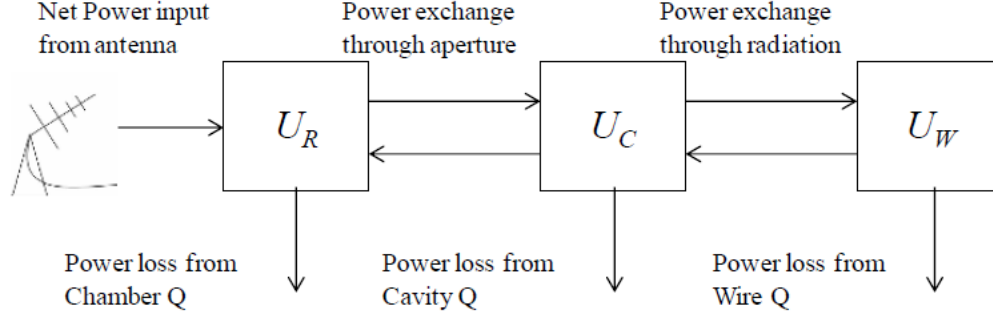 Net Power input
from antenna
Power exchange
through aperture
Power exchange
through radiation
U_R
U_C
U_W
Power loss from
Chamber Q
Power loss from
Cavity Q
Power loss from
Wire Q